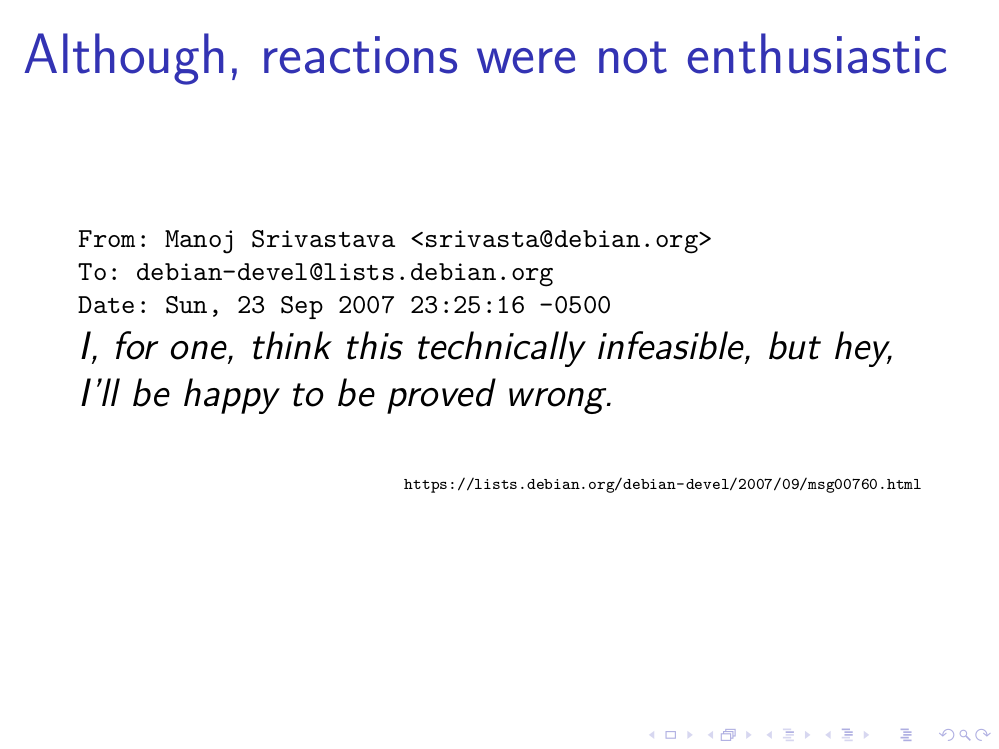 Although, reactions were not enthusiastic
From: Manoj Srivastava <srivasta@debian.org>
To: debian-devel@lists.debian.org
Date: Sun, 23 Sep 2007 23:25:16 -0500
I, for one, think this technically infeasible, but hey,
I'll be happy to be proved wrong.
https://lists.debian.org/debian-devel/2007/09/msg00760.html